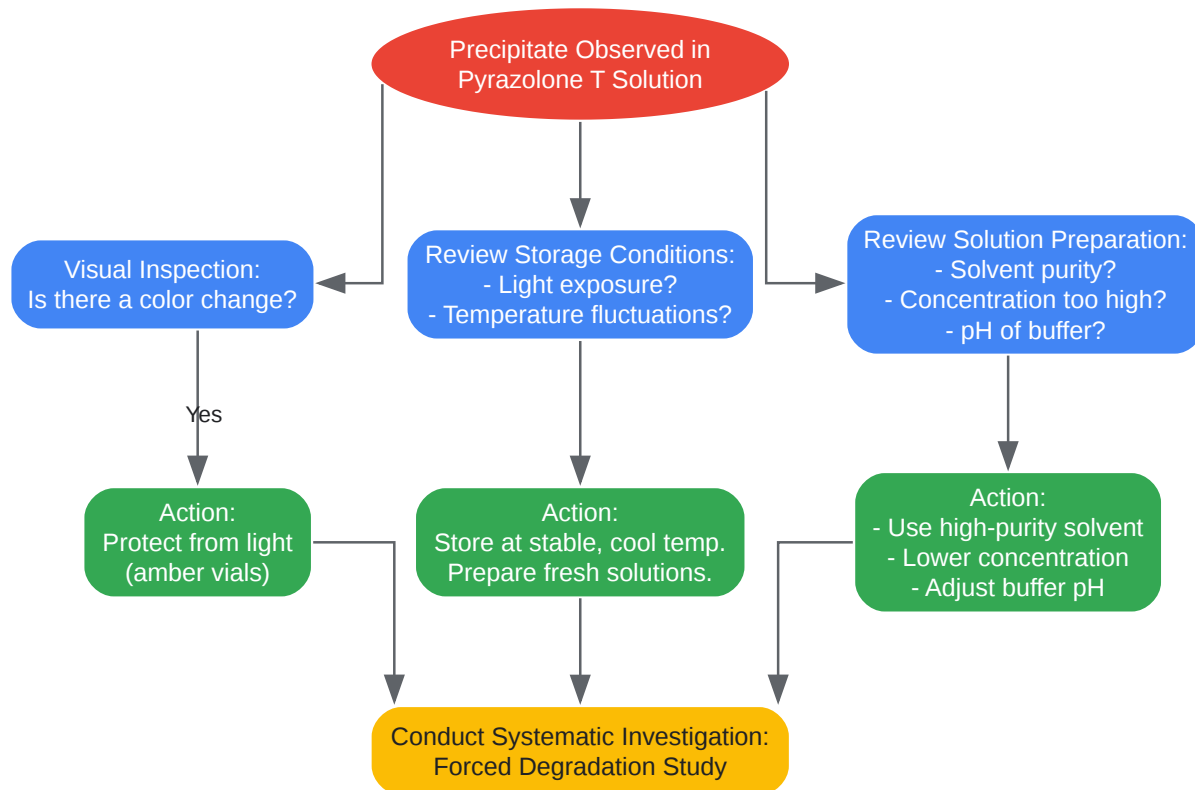 Precipitate Observed in
Pyrazolone T Solution
Visual Inspection:
Is there a color change?
Review Storage Conditions:
- Light exposure?
- Temperature fluctuations?
Review Solution Preparation:
- Solvent purity?
- Concentration too high?
- pH of buffer?
Yes
Action:
Protect from light
(amber vials)
Action:
Store at stable, cool temp.
Prepare fresh solutions.
Action:
- Use high-purity solvent
- Lower concentration
- Adjust buffer pH
Conduct Systematic Investigation:
Forced Degradation Study